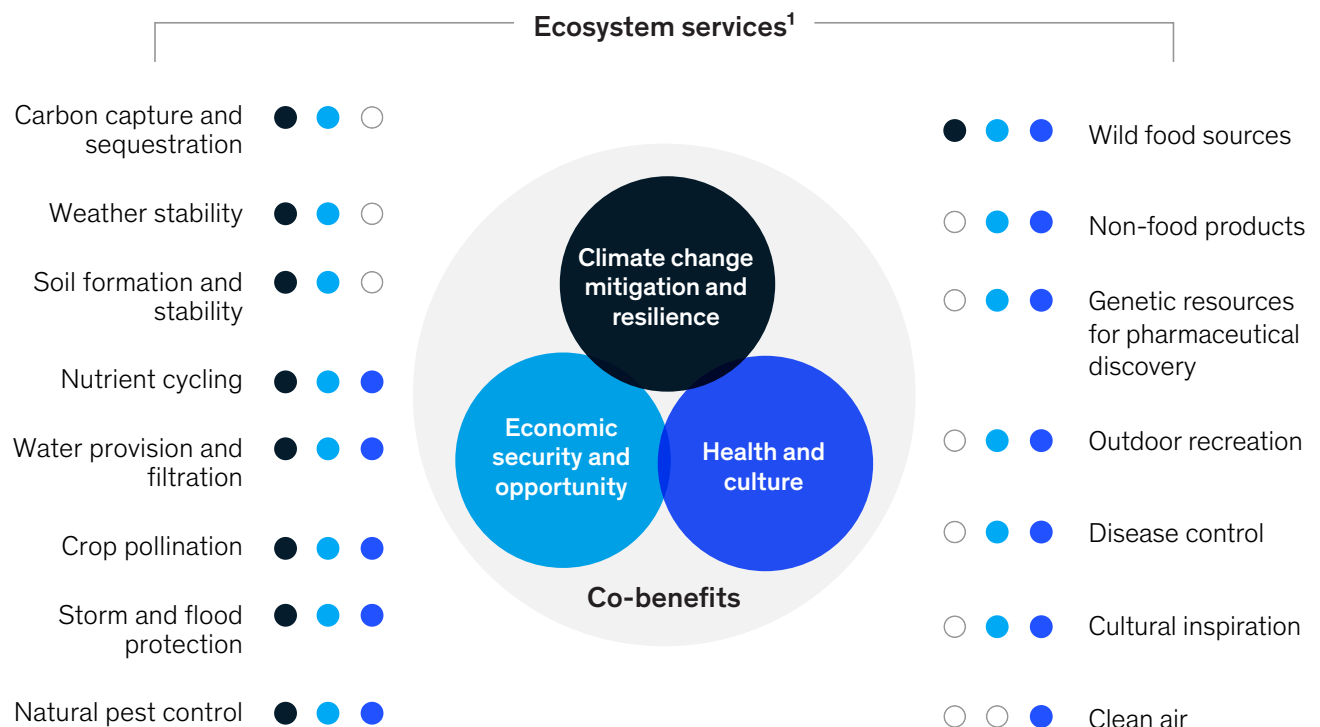 Ecosystem services¹
Carbon capture and
sequestration
Weather stability
Soil formation and
stability
Nutrient cycling
Water provision and
filtration
Crop pollination
Storm and flood
protection
Natural pest control
Climate change
mitigation and
resilience
Economic
security and
opportunity
Health and
culture
Co-benefits
Wild food sources
Non-food products
Genetic resources
for pharmaceutical
discovery
Outdoor recreation
Disease control
Cultural inspiration
Clean air